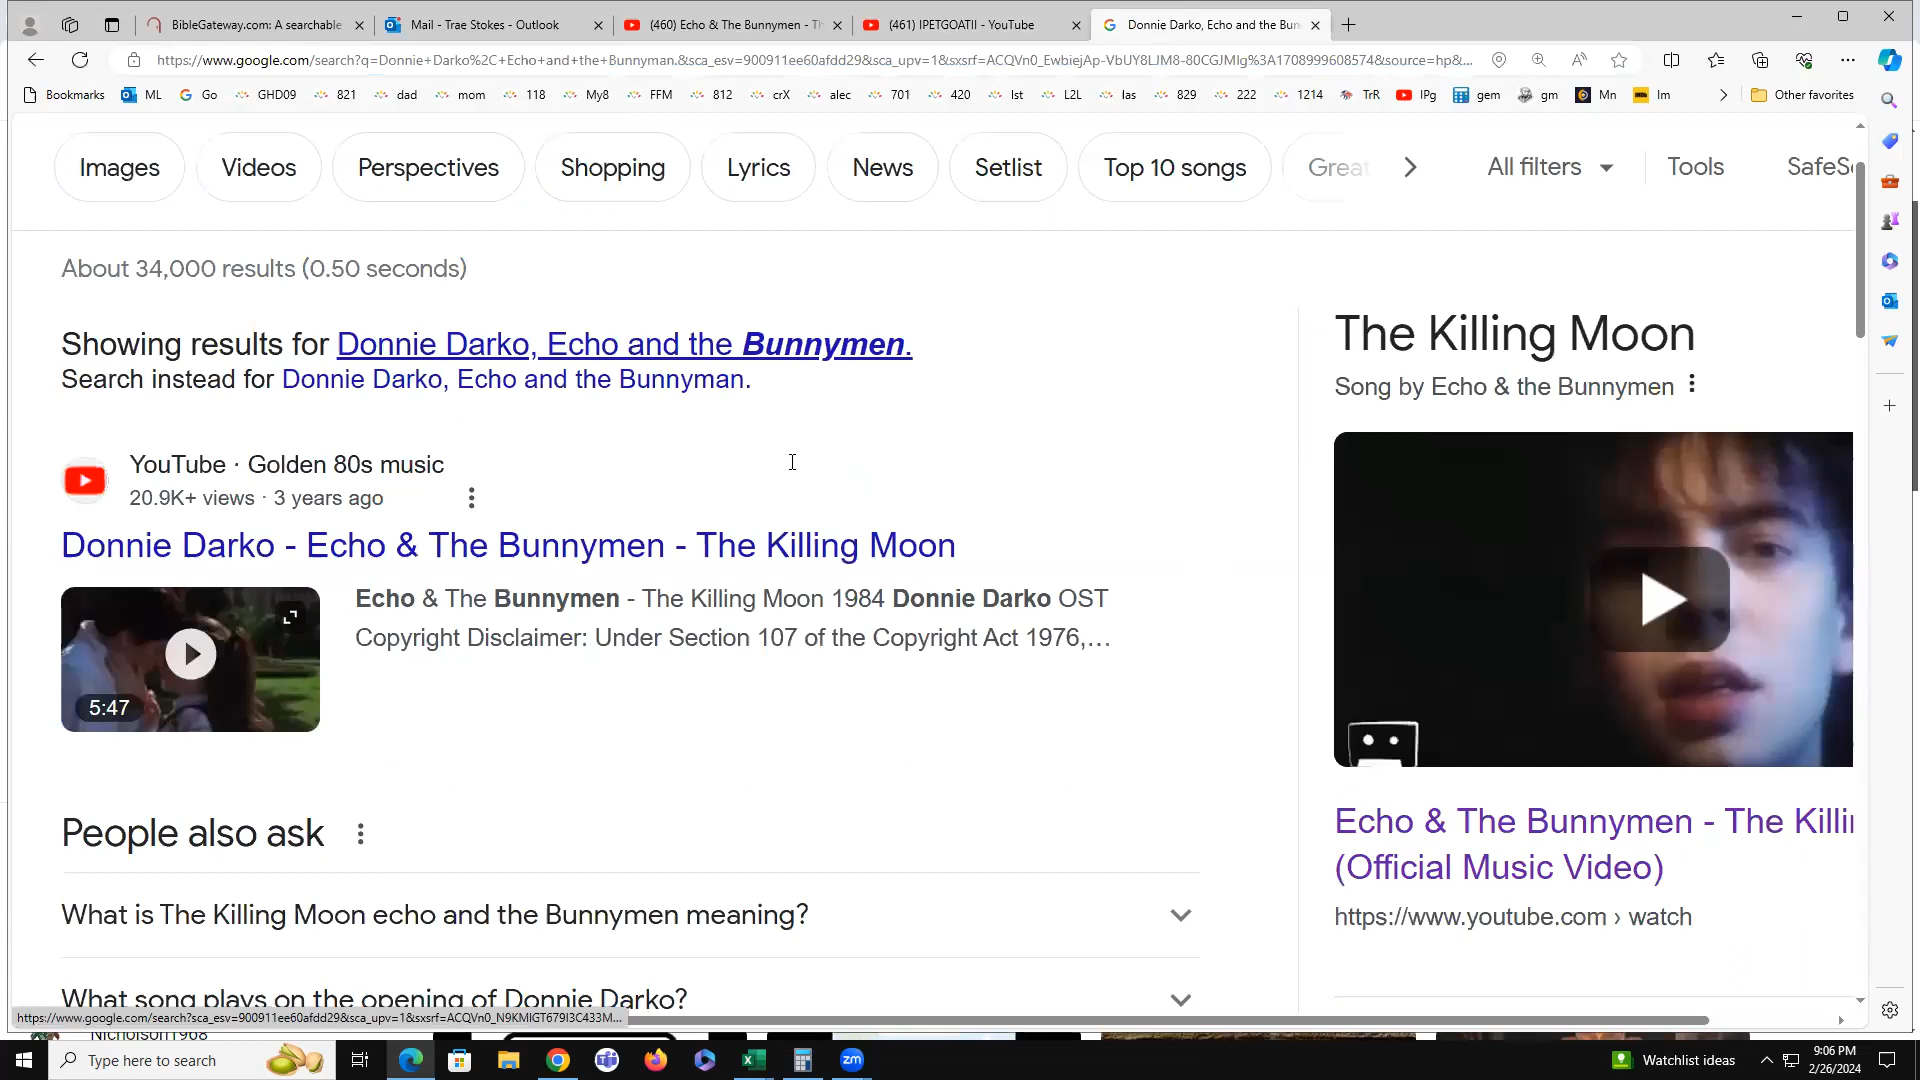 BibleGateway.com: A searchable
Mail - Trae Stokes - Outlook
(460) Echo & The Bunnymen - Th
(461) IPETGOATII - YouTube
Donnie Darko, Echo and the Bun
https://www.google.com/search?q=Donnie+Darko%2C+Echo+and+the+Bunnyman.&sca_esv=900911ee60afdd29&sca_upv=1&sxsrf=ACQVn0_EwbiejAp-VbUY8LJM8-80CGJMIg%3A1708999608574&source=hp&...
Bookmarks ML Go GHD09 821 dad mom 118 My8 FFM 812 crX alec 701 420 Ist L2L Ias 829 222 1214 TrR IPg gem gm Mn Im Other favorites
Images Videos Perspectives Shopping Lyrics News Setlist Top 10 songs Great All filters Tools SafeSe
About 34,000 results (0.50 seconds)
Showing results for Donnie Darko, Echo and the Bunnymen.
Search instead for Donnie Darko, Echo and the Bunnyman.
YouTube · Golden 80s music
20.9K+ views · 3 years ago
Donnie Darko - Echo & The Bunnymen - The Killing Moon
Echo & The Bunnymen - The Killing Moon 1984 Donnie Darko OST
Copyright Disclaimer: Under Section 107 of the Copyright Act 1976,…
5:47
People also ask
What is The Killing Moon echo and the Bunnymen meaning?
What song plays on the opening of Donnie Darko?
The Killing Moon
Song by Echo & the Bunnymen
Echo & The Bunnymen - The Killin
(Official Music Video)
https://www.youtube.com › watch
https://www.google.com/search?sca_esv=900911ee60afdd29&sca_upv=1&sxsrf=ACQVn0_N9KMIGT679I3C433M...
Nicholson1968
Type here to search
Watchlist ideas
9:06 PM
2/26/2024